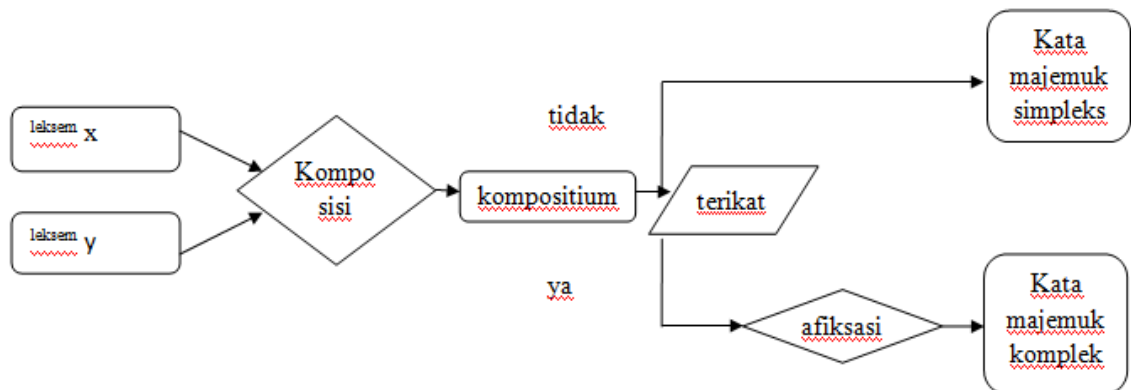 leksem x
leksem y
Kompo
sisi
kompositium
tidak
ya
terikat
afiksasi
Kata
majemuk
simpleks
Kata
majemuk
komplek